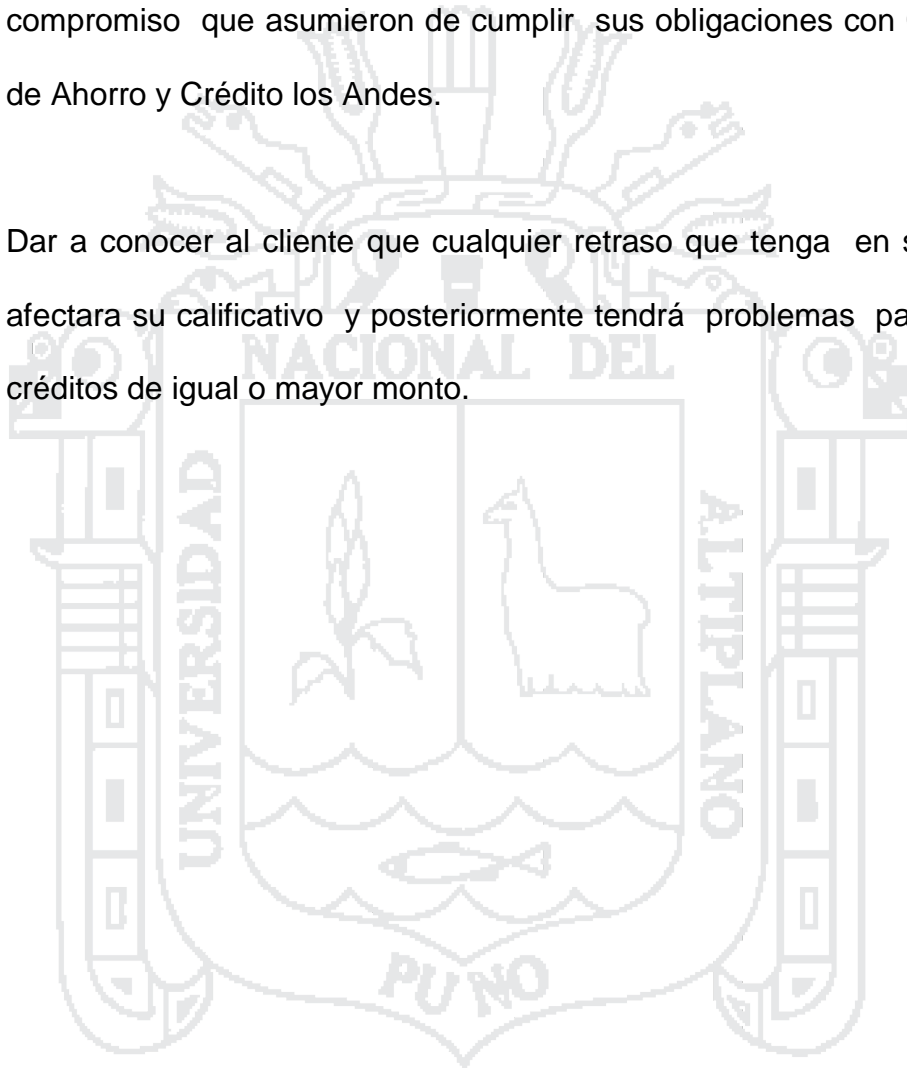 compromiso que asumieron de cumplir sus obligaciones con
de Ahorro y Crédito los Andes.
Dar a conocer al cliente que cualquier retraso que tenga en
afectara su calificativo y posteriormente tendrá problemas
créditos de igual o mayor monto.
NACIONAL DEL
UNIVERSIDAD
ALTIPLANO
PUNO